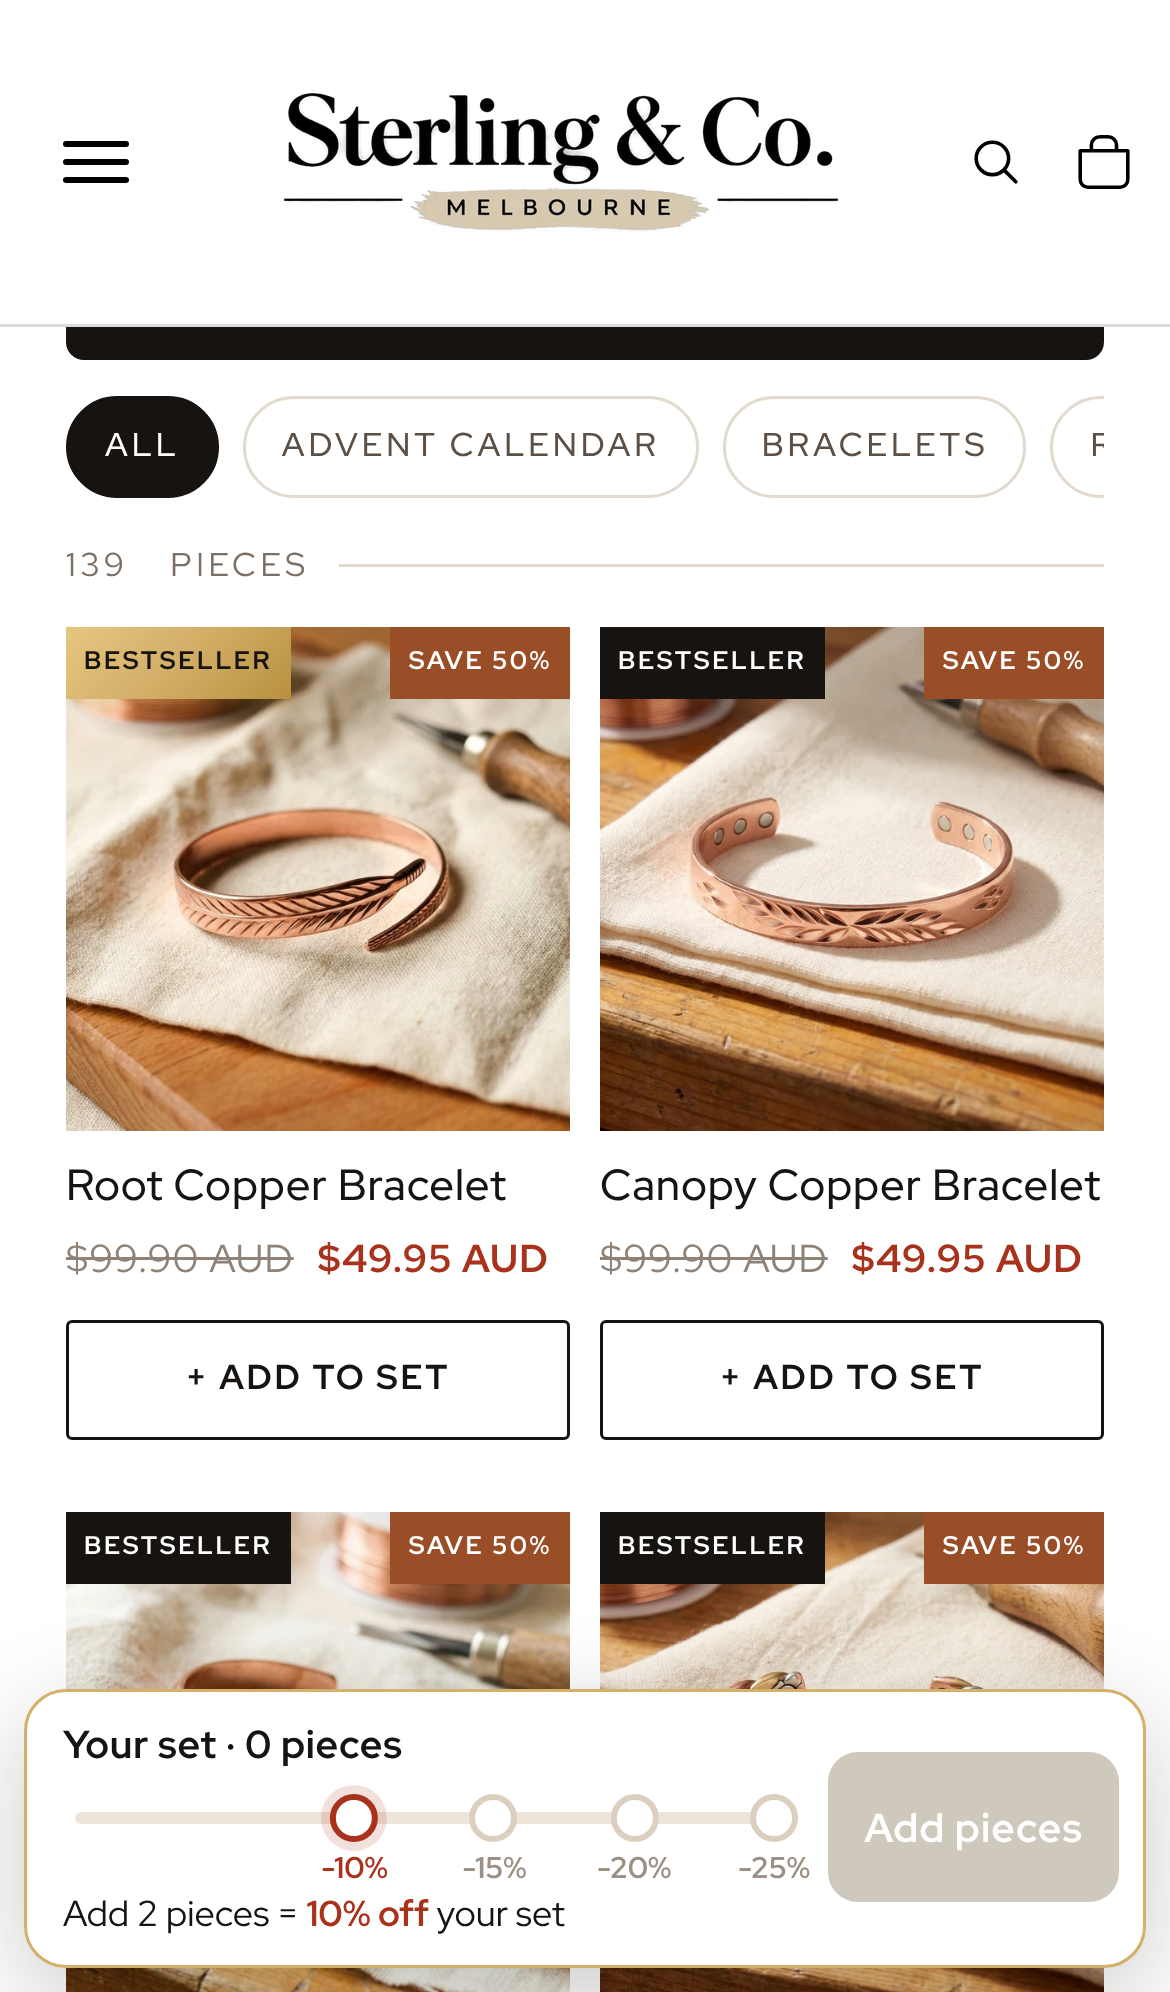 Sterling & Co.
MELBOURNE
ALL ADVENT CALENDAR BRACELETS
139 PIECES
BESTSELLER SAVE 50% BESTSELLER SAVE 50%
Root Copper Bracelet Canopy Copper Bracelet
$99.90 AUD $49.95 AUD $99.90 AUD $49.95 AUD
+ ADD TO SET + ADD TO SET
BESTSELLER SAVE 50% BESTSELLER SAVE 50%
Your set · 0 pieces
Add pieces
-10% -15% -20% -25%
Add 2 pieces = 10% off your set